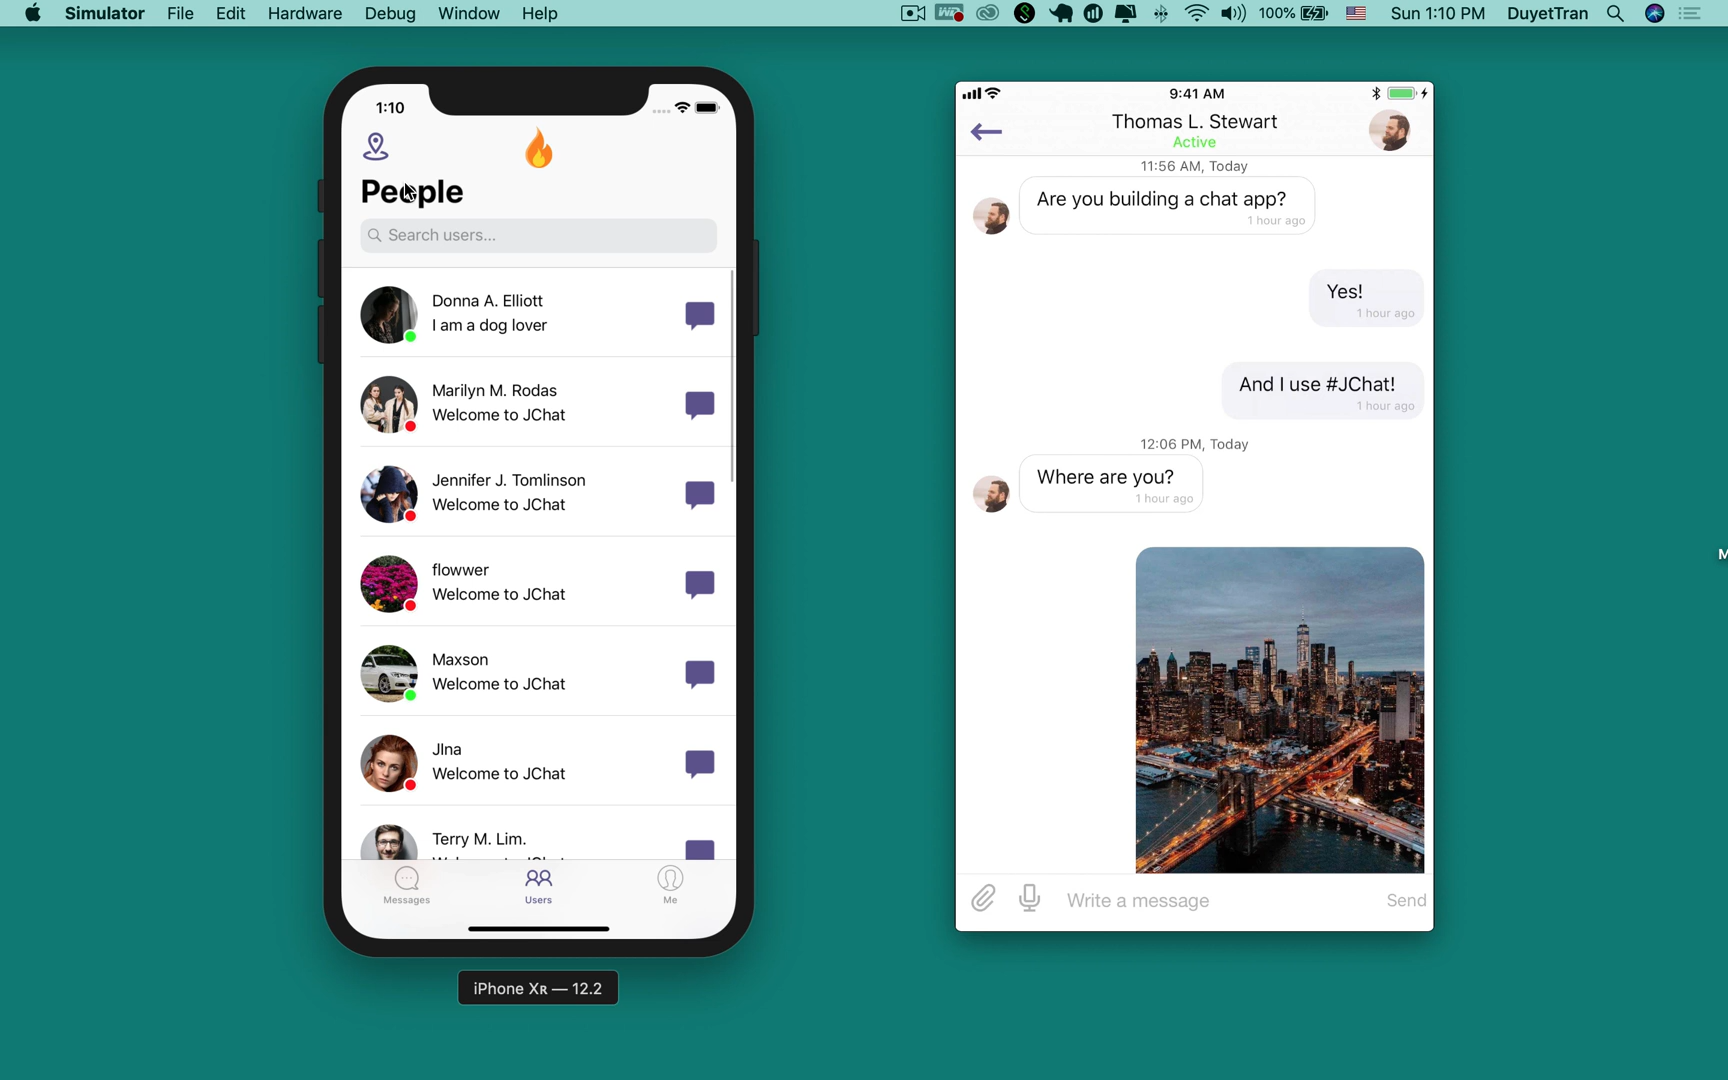 Simulator File Edit Hardware Debug Window Help
100% Sun 1:10 PM DuyetTran
1:10
People
Search users...
Donna A. Elliott
I am a dog lover
Marilyn M. Rodas
Welcome to JChat
Jennifer J. Tomlinson
Welcome to JChat
flowwer
Welcome to JChat
Maxson
Welcome to JChat
JIna
Welcome to JChat
Terry M. Lim.
Messages Users Me
iPhone XR — 12.2
9:41 AM
Thomas L. Stewart
Active
11:56 AM, Today
Are you building a chat app?
1 hour ago
Yes!
1 hour ago
And I use #JChat!
1 hour ago
12:06 PM, Today
Where are you?
1 hour ago
Write a message Send
M